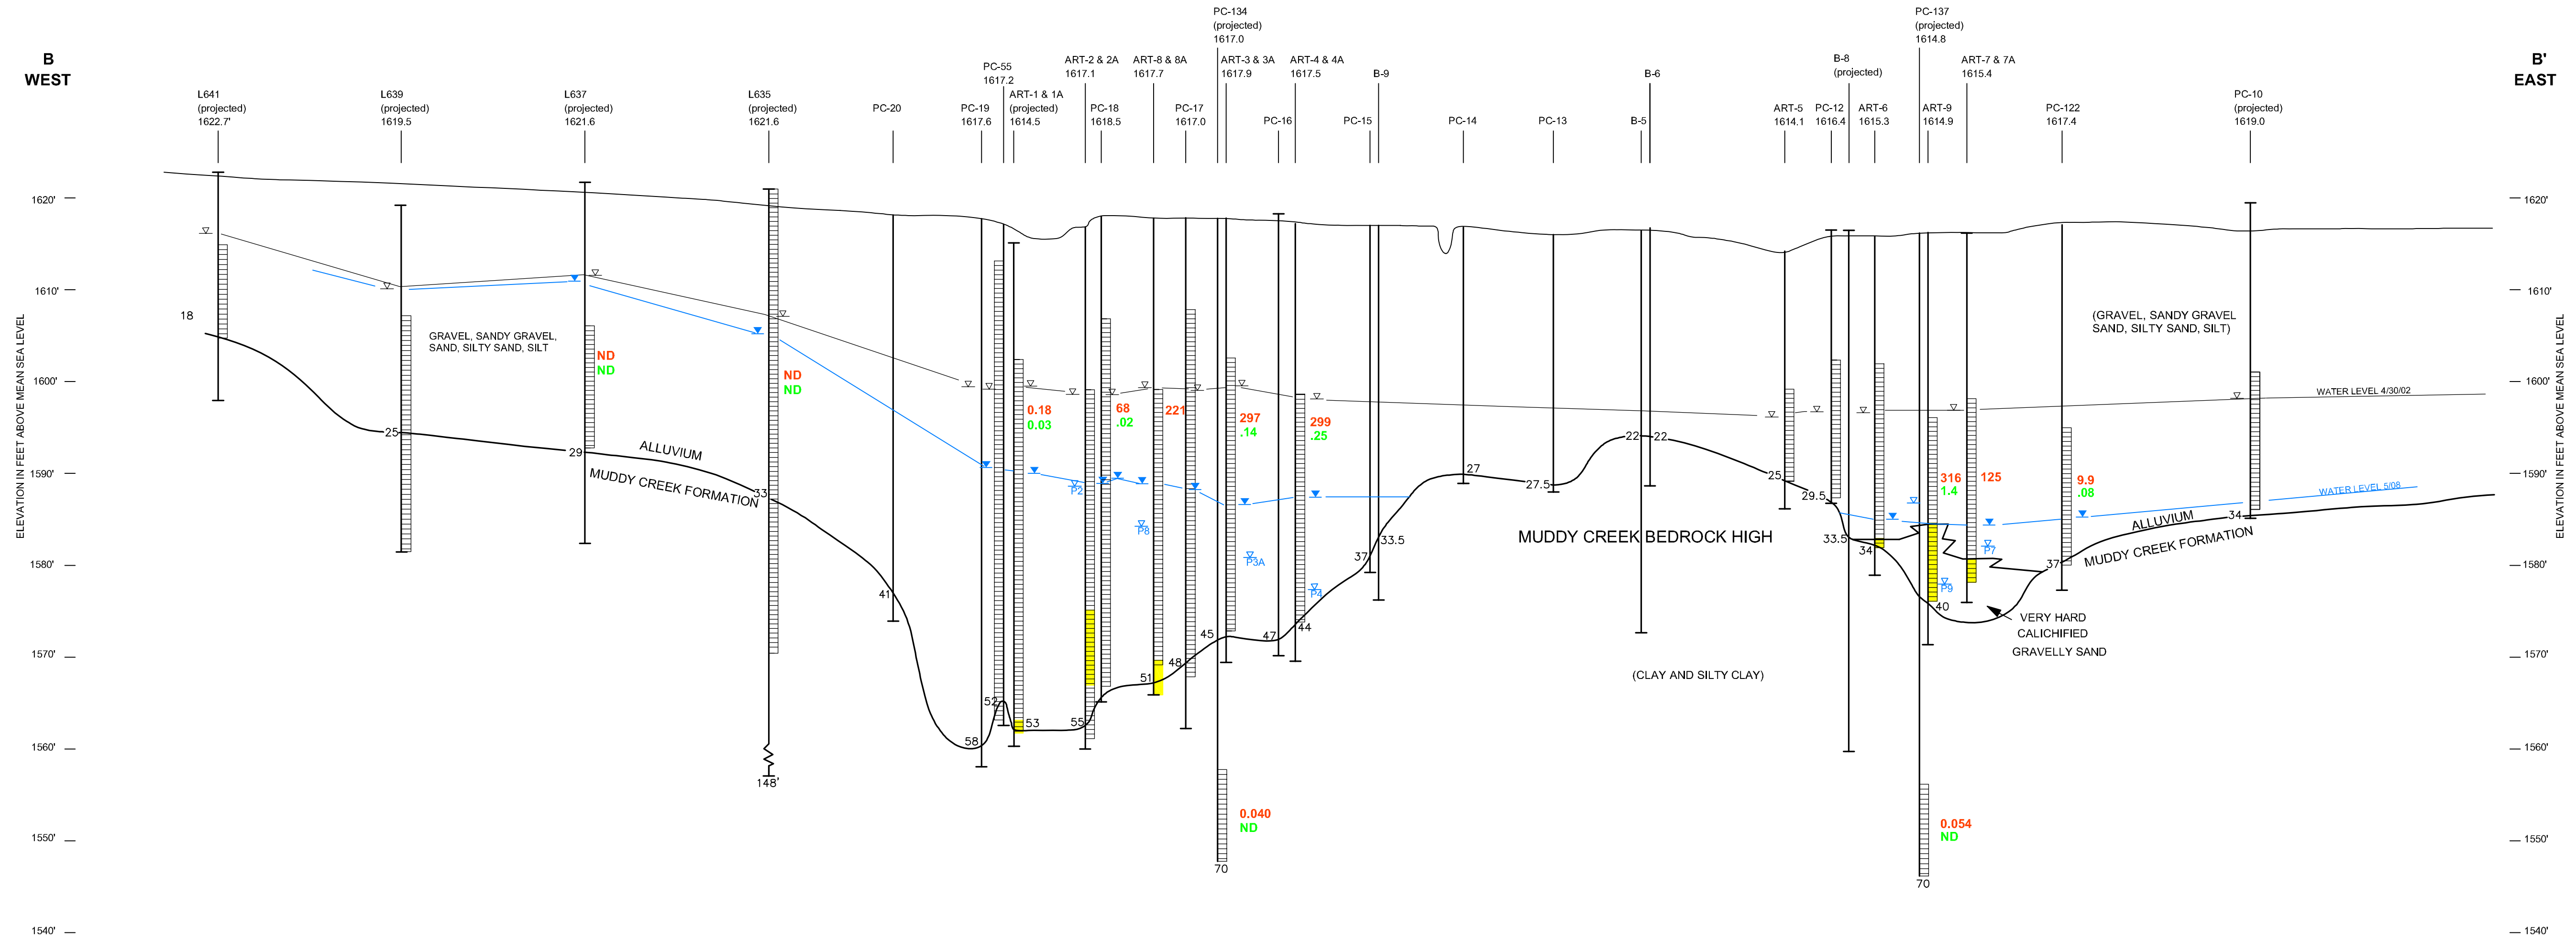 B
WEST
B'
EAST
PC-134
(projected)
1617.0
PC-137
(projected)
1614.8
PC-55
1617.2
ART-2 & 2A
1617.1
ART-8 & 8A
1617.7
ART-3 & 3A
1617.9
ART-4 & 4A
1617.5
B-9
B-6
B-8
(projected)
ART-7 & 7A
1615.4
L641
(projected)
1622.7'
L639
(projected)
1619.5
L637
(projected)
1621.6
L635
(projected)
1621.6
PC-20
PC-19
1617.6
ART-1 & 1A
(projected)
1614.5
PC-18
1618.5
PC-17
1617.0
PC-16
PC-15
PC-14
PC-13
B-5
ART-5
1614.1
PC-12
1616.4
ART-6
1615.3
ART-9
1614.9
PC-122
1617.4
PC-10
(projected)
1619.0
ELEVATION IN FEET ABOVE MEAN SEA LEVEL
1620'
1610'
1600'
1590'
1580'
1570'
1560'
1550'
1540'
18
25
29
33
41
58
52
53
55
51
48
45
47
44
37
33.5
27
27.5
22
22
25
29.5
33.5
34
40
37
34
148'
70
70
GRAVEL, SANDY GRAVEL,
SAND, SILTY SAND, SILT
ND
ND
ND
ND
ALLUVIUM
MUDDY CREEK FORMATION
0.18
0.03
68
.02
221
297
.14
299
.25
P2
P8
P3A
P4
0.040
ND
MUDDY CREEK BEDROCK HIGH
(CLAY AND SILTY CLAY)
316
1.4
125
9.9
.08
P7
P9
0.054
ND
VERY HARD
CALICHIFIED
GRAVELLY SAND
(GRAVEL, SANDY GRAVEL
SAND, SILTY SAND, SILT)
WATER LEVEL 4/30/02
WATER LEVEL 5/08
ALLUVIUM
MUDDY CREEK FORMATION
1620'
1610'
1600'
1590'
1580'
1570'
1560'
1550'
1540'
ELEVATION IN FEET ABOVE MEAN SEA LEVEL